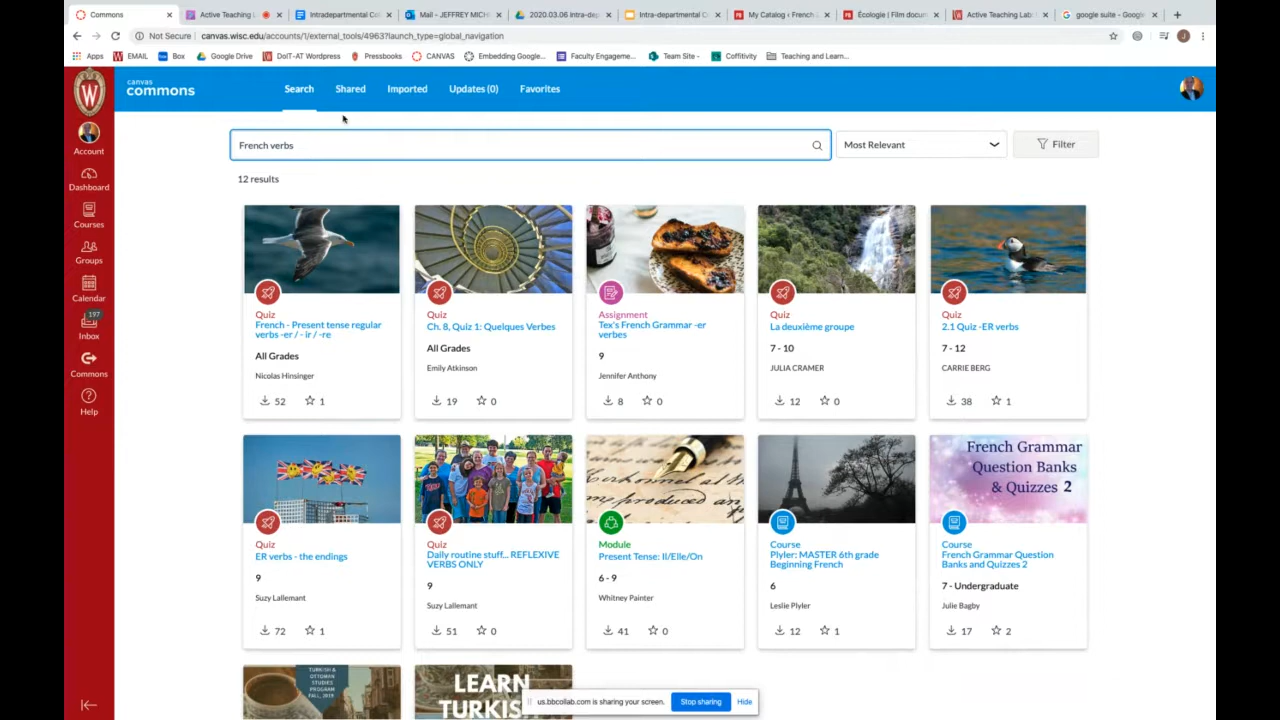 Commons
Active Teaching L
Intradepartmental Co
Mail - JEFFREY MICH
2020.03.06 Intra-dep
Intra-departmental C
My Catalog ‹ French
Écologie | Film docum
Active Teaching Lab:
google suite - Google
Not Secure | canvas.wisc.edu/accounts/1/external_tools/4963?launch_type=global_navigation
Apps
EMAIL
Box
Google Drive
DoIT-AT Wordpress
Pressbooks
CANVAS
Embedding Google...
Faculty Engageme...
Team Site -
Coffitivity
Teaching and Learn...
W
Account
Dashboard
Courses
Groups
Calendar
197
Inbox
Commons
Help
canvas
commons
Search
Shared
Imported
Updates (0)
Favorites
French verbs
Most Relevant
Filter
12 results
Quiz
French - Present tense regular
verbs -er / - ir / -re
All Grades
Nicolas Hinsinger
52 1
Quiz
Ch. 8, Quiz 1: Quelques Verbes
All Grades
Emily Atkinson
19 0
Assignment
Tex's French Grammar -er
verbes
9
Jennifer Anthony
8 0
Quiz
La deuxième groupe
7 - 10
JULIA CRAMER
12 0
Quiz
2.1 Quiz -ER verbs
7 - 12
CARRIE BERG
38 1
Quiz
ER verbs - the endings
9
Suzy Lallemant
72 1
Quiz
Daily routine stuff... REFLEXIVE
VERBS ONLY
9
Suzy Lallemant
51 0
Module
Present Tense: Il/Elle/On
6 - 9
Whitney Painter
41 0
Course
Plyler: MASTER 6th grade
Beginning French
6
Leslie Plyler
12 1
French Grammar
Question Banks
& Quizzes 2
Course
French Grammar Question
Banks and Quizzes 2
7 - Undergraduate
Julie Bagby
17 2
TURKISH &
OTTOMAN
STUDIES
PROGRAM
FALL, 2019
LEARN
TURKIS
us.bbcollab.com is sharing your screen.
Stop sharing
Hide